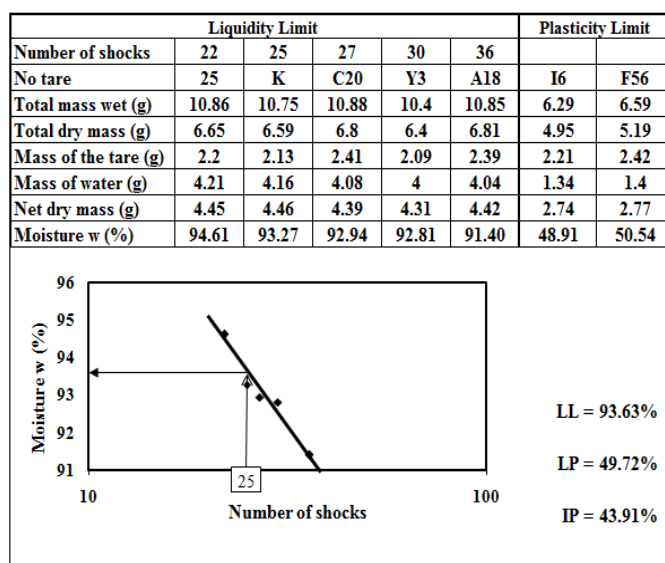 Liquidity Limit Plasticity Limit
Number of shocks 22 25 27 30 36
No tare 25 K C20 Y3 A18 I6 F56
Total mass wet (g) 10.86 10.75 10.88 10.4 10.85 6.29 6.59
Total dry mass (g) 6.65 6.59 6.8 6.4 6.81 4.95 5.19
Mass of the tare (g) 2.2 2.13 2.41 2.09 2.39 2.21 2.42
Mass of water (g) 4.21 4.16 4.08 4 4.04 1.34 1.4
Net dry mass (g) 4.45 4.46 4.39 4.31 4.42 2.74 2.77
Moisture w (%) 94.61 93.27 92.94 92.81 91.40 48.91 50.54
96
95
94
93
92
91
Moisture w (%)
25
10 100
Number of shocks
LL = 93.63%
LP = 49.72%
IP = 43.91%